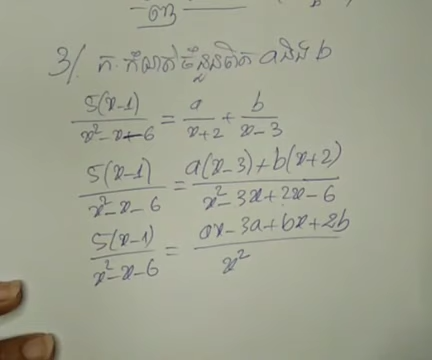 3/. ក. កំណត់ចំនួនពិត a និង b
5(x-1)/(x²-x-6) = a/(x+2) + b/(x-3)
5(x-1)/(x²-x-6) = (a(x-3)+b(x+2))/(x²-3x+2x-6)
5(x-1)/(x²-x-6) = (ax-3a+bx+2b)/(x²